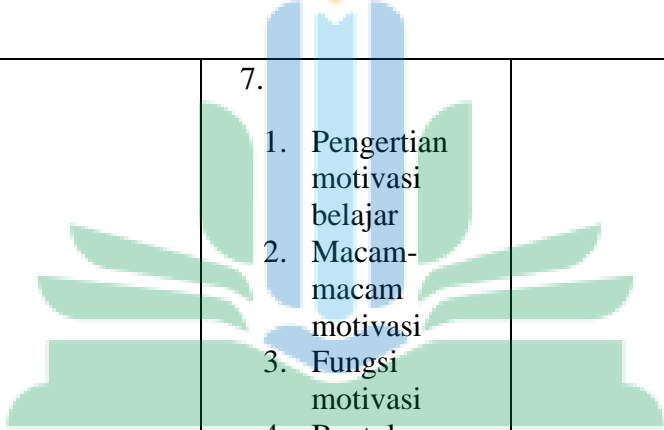 7.
1. Pengertian
motivasi
belajar
2. Macam-
macam
motivasi
3. Fungsi
motivasi